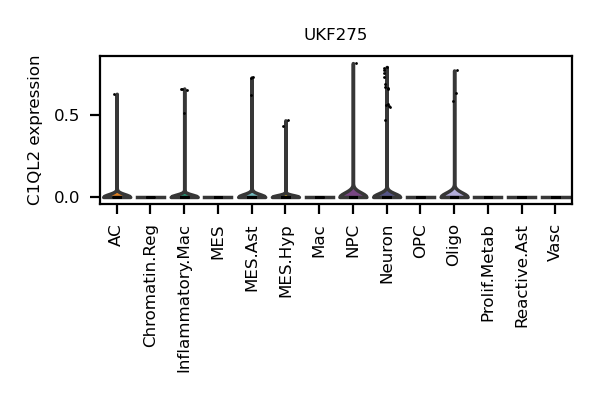 UKF275
C1QL2 expression
0.5
0.0
AC
Chromatin.Reg
Inflammatory.Mac
MES
MES.Ast
MES.Hyp
Mac
NPC
Neuron
OPC
Oligo
Prolif.Metab
Reactive.Ast
Vasc